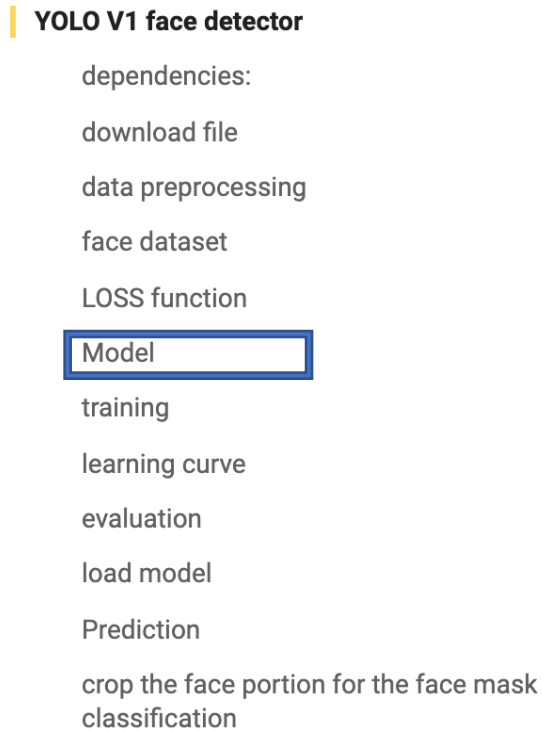 YOLO V1 face detector
dependencies:
download file
data preprocessing
face dataset
LOSS function
Model
training
learning curve
evaluation
load model
Prediction
crop the face portion for the face mask
classification